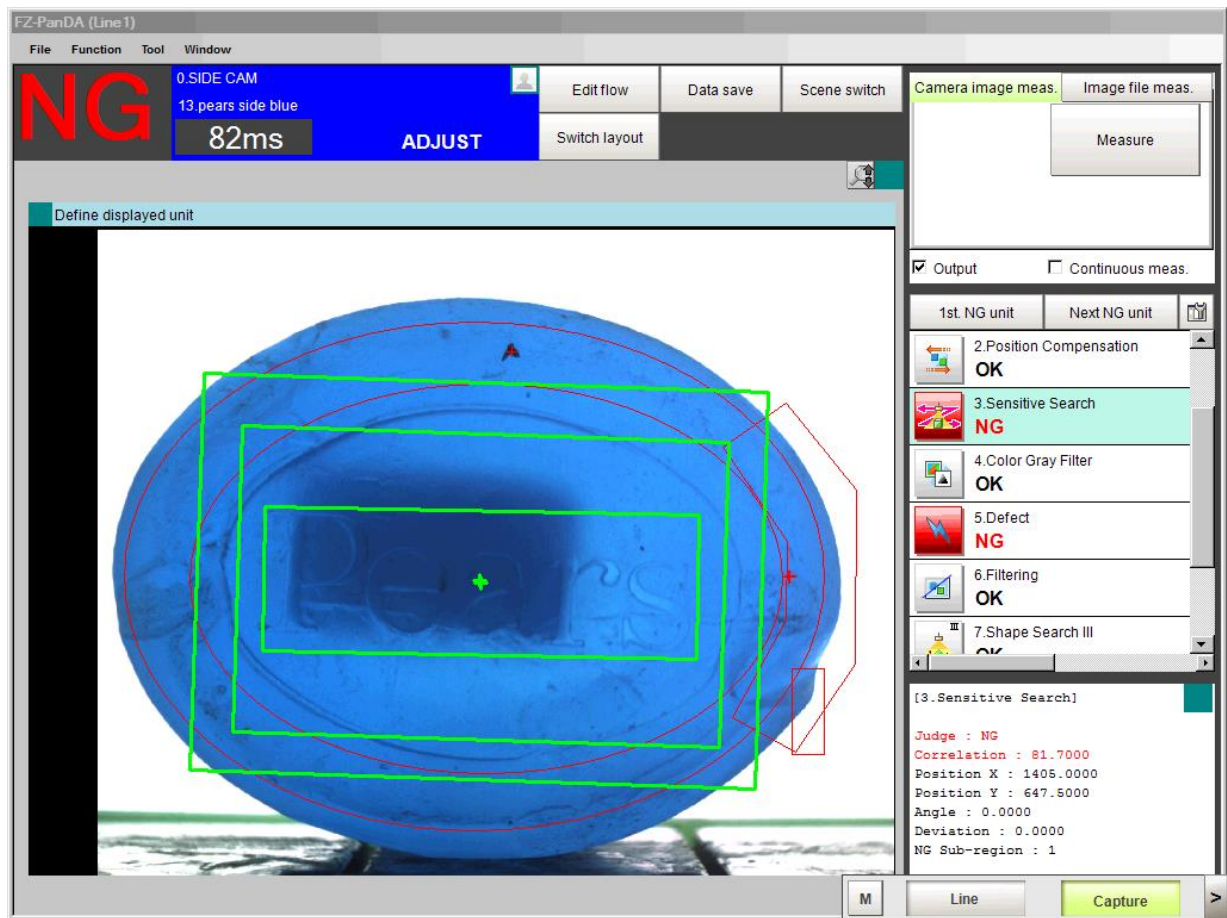 FZ-PanDA (Line1)
File Function Tool Window
NG
0.SIDE CAM
13.pears side blue
82ms
ADJUST
Edit flow
Data save
Scene switch
Switch layout
Camera image meas.
Image file meas.
Measure
Output
Continuous meas.
Define displayed unit
1st. NG unit
Next NG unit
2.Position Compensation
OK
3.Sensitive Search
NG
4.Color Gray Filter
OK
5.Defect
NG
6.Filtering
OK
III
7.Shape Search III
OK
Pears
[3.Sensitive Search]
Judge : NG
Correlation : 81.7000
Position X : 1405.0000
Position Y : 647.5000
Angle : 0.0000
Deviation : 0.0000
NG Sub-region : 1
M
Line
Capture
>